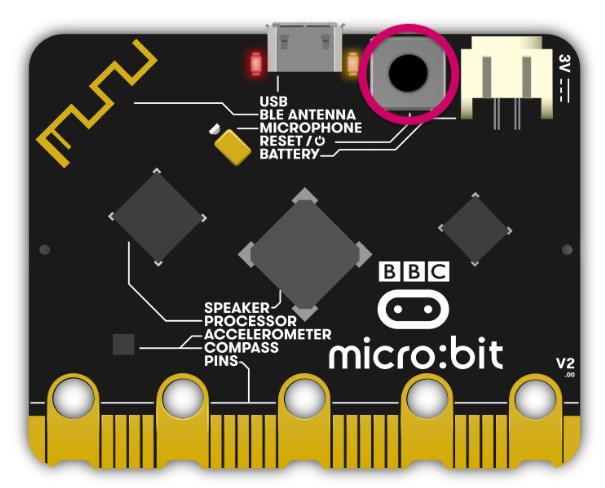 3V
USB
BLE ANTENNA
MICROPHONE
RESET / ⏻
BATTERY
BBC
micro:bit
SPEAKER
PROCESSOR
ACCELEROMETER
COMPASS
PINS
V2
.00